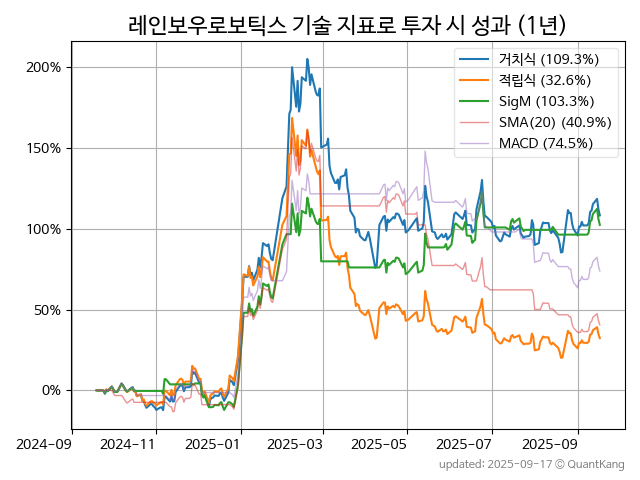 레인보우로보틱스 기술 지표로 투자 시 성과 (1년)
거치식 (109.3%)
적립식 (32.6%)
SigM (103.3%)
SMA(20) (40.9%)
MACD (74.5%)
200%
150%
100%
50%
0%
2024-09 2024-11 2025-01 2025-03 2025-05 2025-07 2025-09
updated: 2025-09-17 © QuantKang